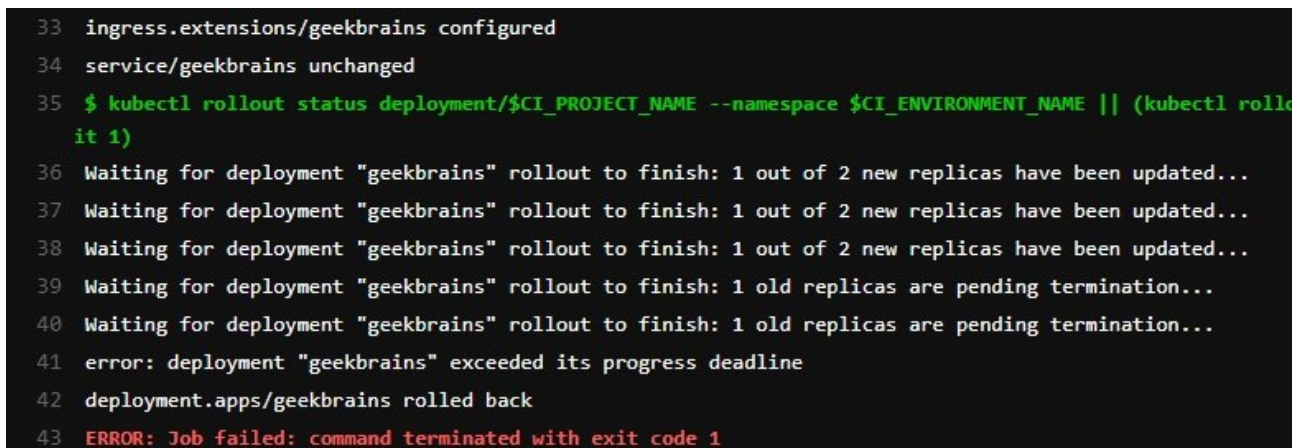 33 ingress.extensions/geekbrains configured
34 service/geekbrains unchanged
35 $ kubectl rollout status deployment/$CI_PROJECT_NAME --namespace $CI_ENVIRONMENT_NAME || (kubectl rollo
it 1)
36 Waiting for deployment "geekbrains" rollout to finish: 1 out of 2 new replicas have been updated...
37 Waiting for deployment "geekbrains" rollout to finish: 1 out of 2 new replicas have been updated...
38 Waiting for deployment "geekbrains" rollout to finish: 1 out of 2 new replicas have been updated...
39 Waiting for deployment "geekbrains" rollout to finish: 1 old replicas are pending termination...
40 Waiting for deployment "geekbrains" rollout to finish: 1 old replicas are pending termination...
41 error: deployment "geekbrains" exceeded its progress deadline
42 deployment.apps/geekbrains rolled back
43 ERROR: Job failed: command terminated with exit code 1